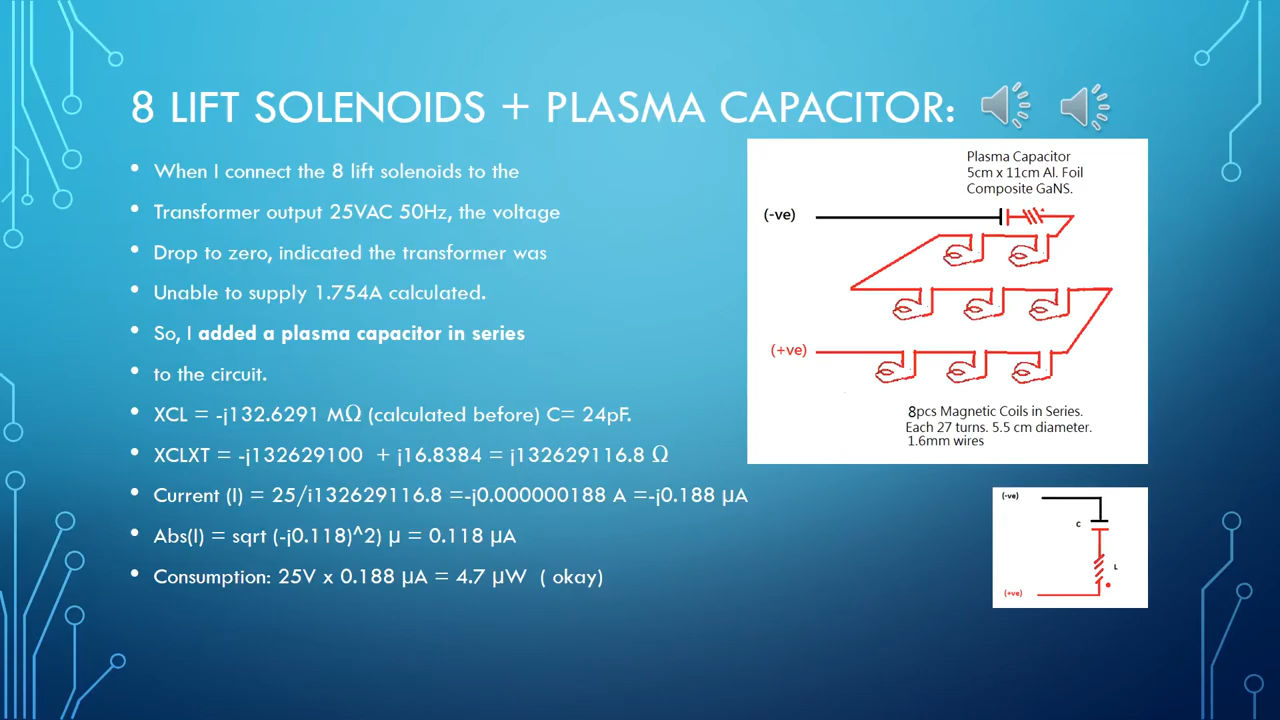 8 LIFT SOLENOIDS + PLASMA CAPACITOR:
• When I connect the 8 lift solenoids to the
• Transformer output 25VAC 50Hz, the voltage
• Drop to zero, indicated the transformer was
• Unable to supply 1.754A calculated.
• So, I added a plasma capacitor in series
• to the circuit.
• XCL = -j132.6291 MΩ (calculated before) C= 24pF.
• XCLXT = -j132629100 + j16.8384 = j132629116.8 Ω
• Current (I) = 25/i132629116.8 =-j0.000000188 A =-j0.188 µA
• Abs(I) = sqrt (-j0.118)^2) µ = 0.118 µA
• Consumption: 25V x 0.188 µA = 4.7 µW ( okay)
Plasma Capacitor
5cm x 11cm Al. Foil
Composite GaNS.
(-ve)
(+ve)
8pcs Magnetic Coils in Series.
Each 27 turns. 5.5 cm diameter.
1.6mm wires
(-ve)
C
L
(+ve)